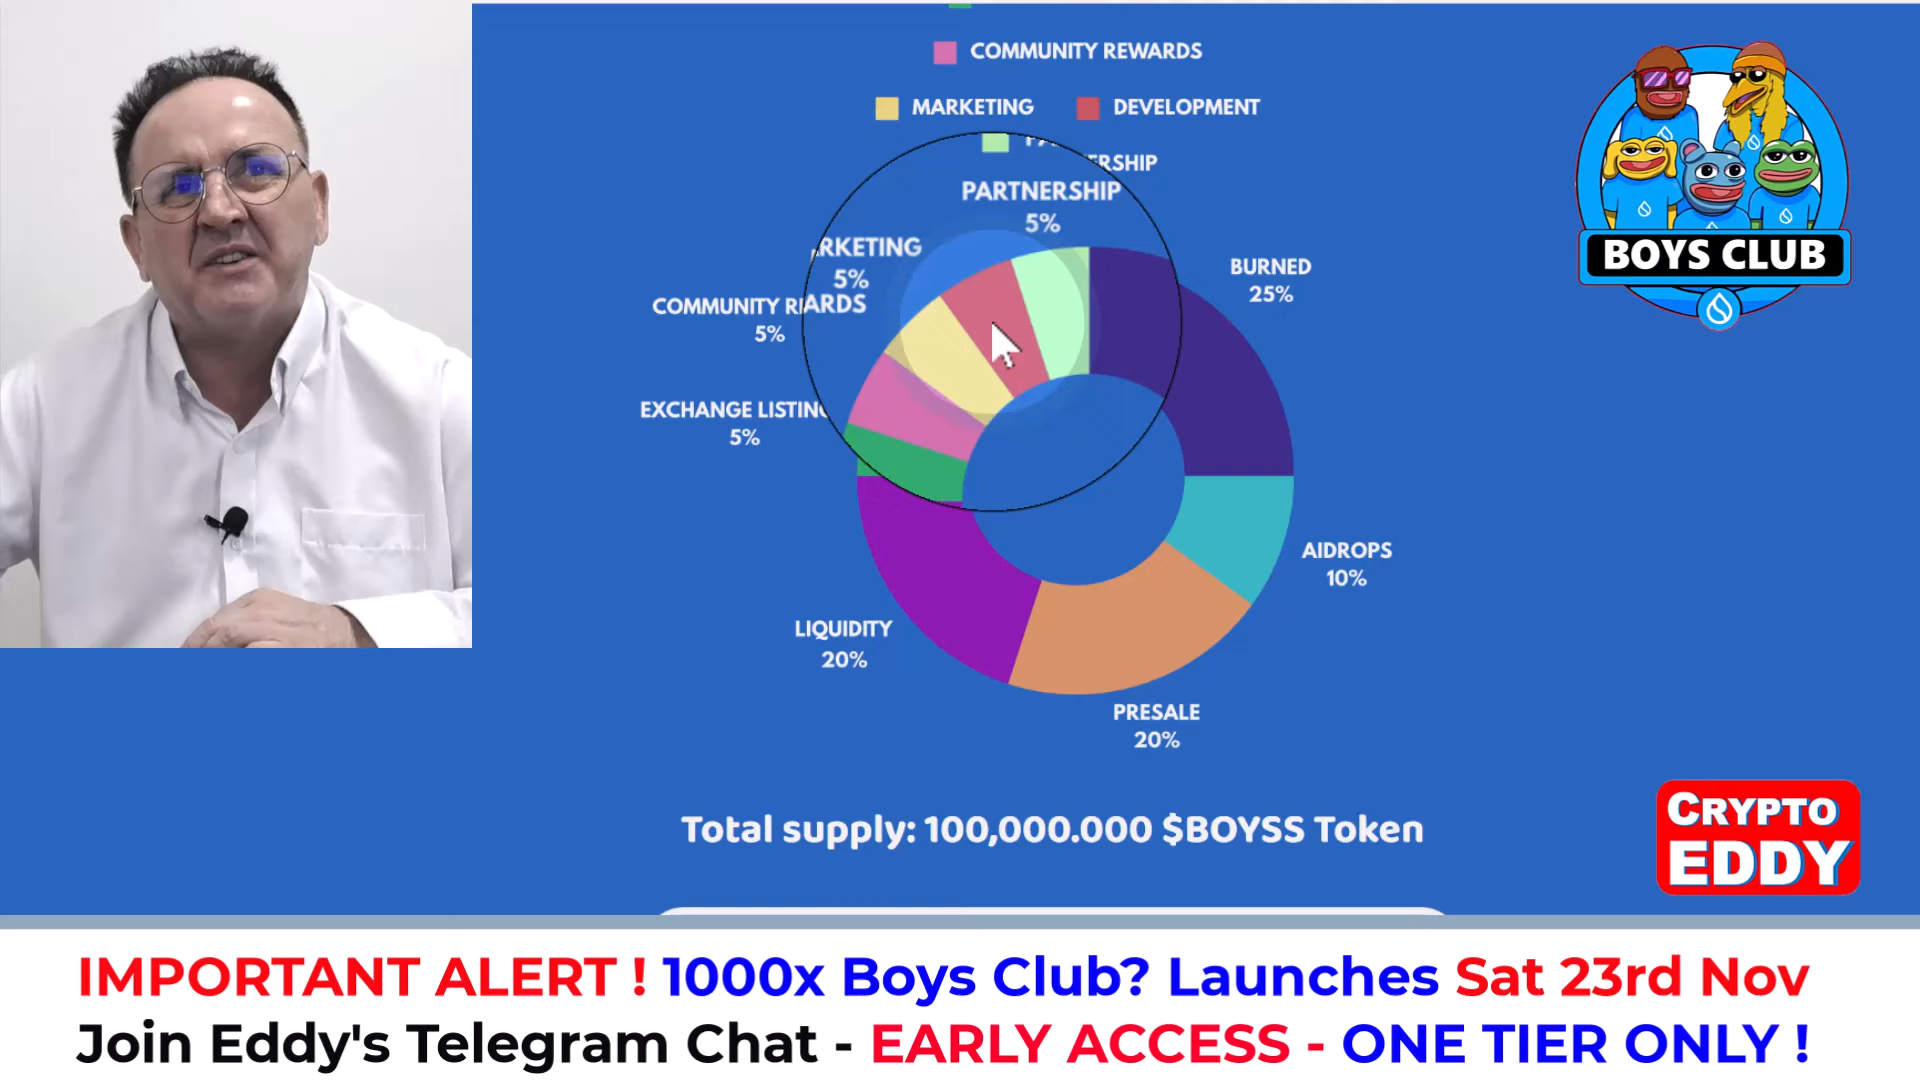 COMMUNITY REWARDS
MARKETING DEVELOPMENT
PARTNERSHIP
5%
BURNED
25%
5%
COMMUNITY
5%
EXCHANGE
5%
AIDROPS
10%
LIQUIDITY
20%
PRESALE
20%
Total supply: 100,000.000 $BOYSS Token
BOYS CLUB
CRYPTO
EDDY
IMPORTANT ALERT ! 1000x Boys Club? Launches Sat 23rd Nov
Join Eddy's Telegram Chat - EARLY ACCESS - ONE TIER ONLY !